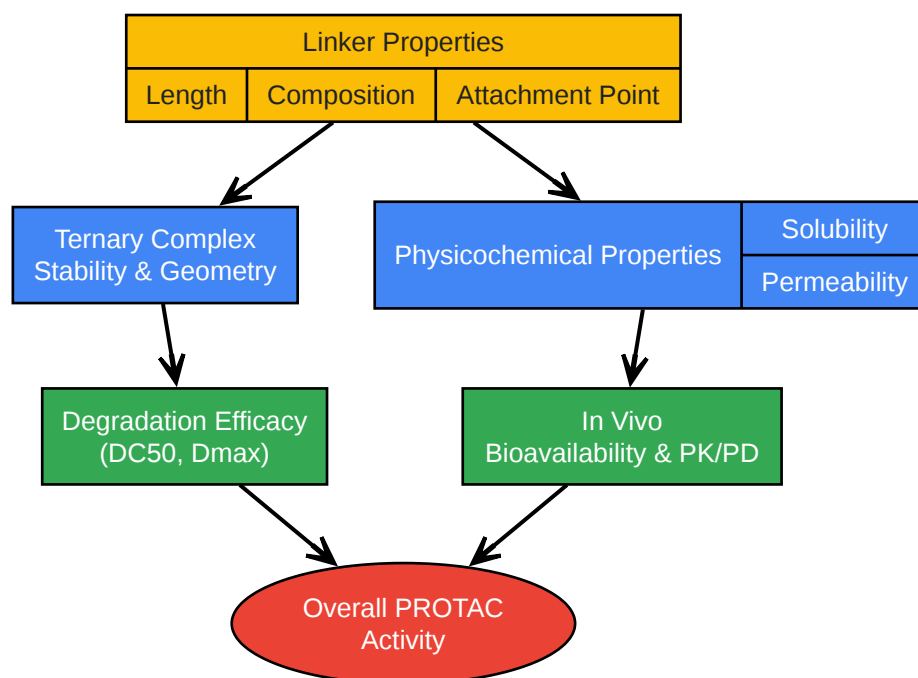 Linker Properties
Length
Composition
Attachment Point
Ternary Complex
Stability & Geometry
Physicochemical Properties
Solubility
Permeability
Degradation Efficacy
(DC50, Dmax)
In Vivo
Bioavailability & PK/PD
Overall PROTAC
Activity